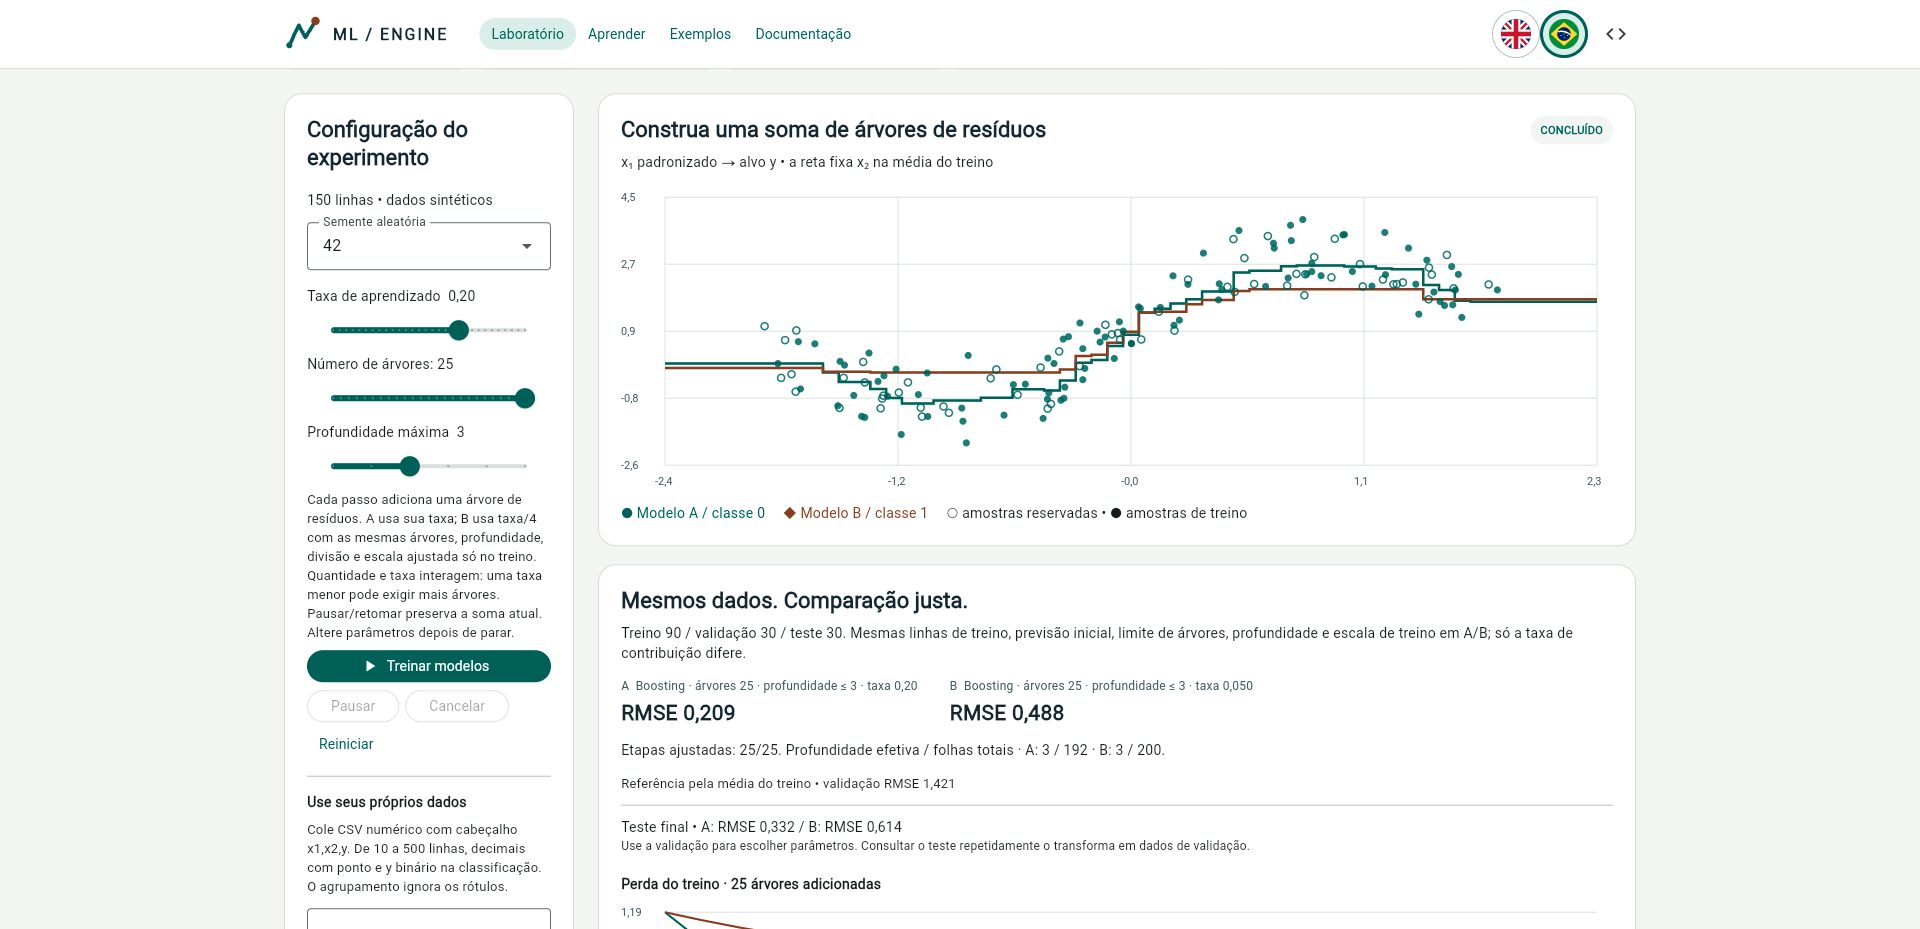 ML / ENGINE
Laboratório
Aprender
Exemplos
Documentação
Configuração do
experimento
150 linhas • dados sintéticos
Semente aleatória
42
Taxa de aprendizado 0,20
Número de árvores: 25
Profundidade máxima 3
Cada passo adiciona uma árvore de
resíduos. A usa sua taxa; B usa taxa/4
com as mesmas árvores, profundidade,
divisão e escala ajustada só no treino.
Quantidade e taxa interagem: uma taxa
menor pode exigir mais árvores.
Pausar/retomar preserva a soma atual.
Altere parâmetros depois de parar.
Treinar modelos
Pausar
Cancelar
Reiniciar
Use seus próprios dados
Cole CSV numérico com cabeçalho
x1,x2,y. De 10 a 500 linhas, decimais
com ponto e y binário na classificação.
O agrupamento ignora os rótulos.
Construa uma soma de árvores de resíduos
CONCLUÍDO
x₁ padronizado → alvo y • a reta fixa x₂ na média do treino
4,5
2,7
0,9
-0,8
-2,6
-2,4
-1,2
-0,0
1,1
2,3
Modelo A / classe 0
Modelo B / classe 1
amostras reservadas • 
amostras de treino
Mesmos dados. Comparação justa.
Treino 90 / validação 30 / teste 30. Mesmas linhas de treino, previsão inicial, limite de árvores, profundidade e escala de treino em A/B; só a taxa de
contribuição difere.
A Boosting · árvores 25 · profundidade ≤ 3 · taxa 0,20
RMSE 0,209
B Boosting · árvores 25 · profundidade ≤ 3 · taxa 0,050
RMSE 0,488
Etapas ajustadas: 25/25. Profundidade efetiva / folhas totais · A: 3 / 192 · B: 3 / 200.
Referência pela média do treino • validação RMSE 1,421
Teste final • A: RMSE 0,332 / B: RMSE 0,614
Use a validação para escolher parâmetros. Consultar o teste repetidamente o transforma em dados de validação.
Perda do treino · 25 árvores adicionadas
1,19